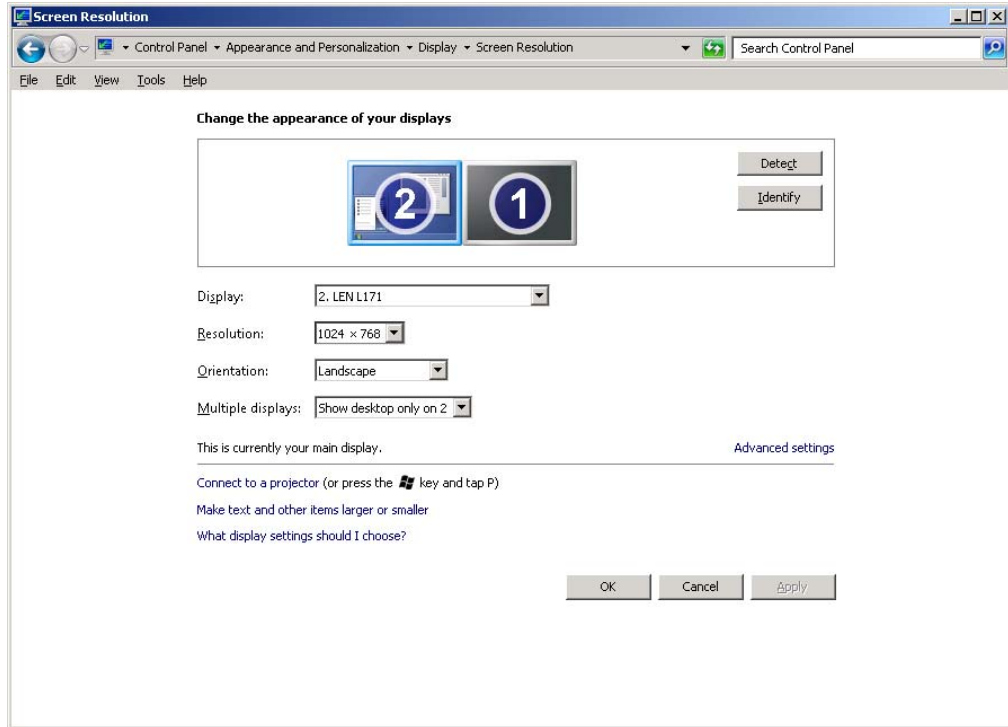 Screen Resolution
Control Panel Appearance and Personalization Display Screen Resolution Search Control Panel
File Edit View Tools Help
Change the appearance of your displays
2 1
Detect
Identify
Display: 2. LEN L171
Resolution: 1024 × 768
Orientation: Landscape
Multiple displays: Show desktop only on 2
This is currently your main display. Advanced settings
Connect to a projector (or press the key and tap P)
Make text and other items larger or smaller
What display settings should I choose?
OK Cancel Apply